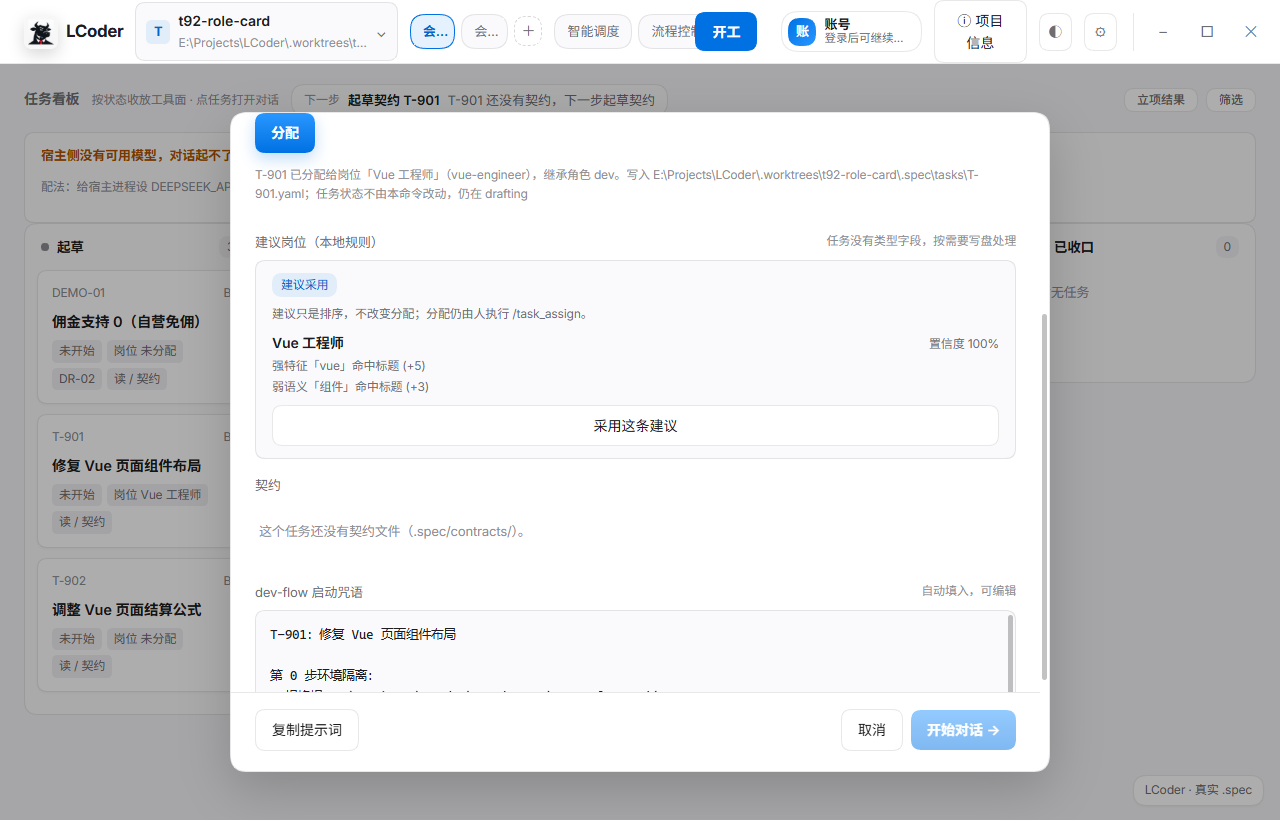 LCoder
T
t92-role-card
E:\Projects\LCoder\.worktrees\t...
会...
会...
+
智能调度
流程控制
开工
账
账号
登录后可继续...
ⓘ 项目
信息
任务看板
按状态收放工具面 · 点任务打开对话
下一步 起草契约 T-901 T-901 还没有契约，下一步起草契约
立项结果
筛选
宿主侧没有可用模型，对话起不了
配法：给宿主进程设 DEEPSEEK_AP
起草
已收口
0
无任务
DEMO-01
佣金支持 0（自营免佣）
未开始
岗位 未分配
DR-02
读 / 契约
T-901
修复 Vue 页面组件布局
未开始
岗位 Vue 工程师
读 / 契约
T-902
调整 Vue 页面结算公式
未开始
岗位 未分配
读 / 契约
分配
T-901 已分配给岗位「Vue 工程师」（vue-engineer），继承角色 dev。写入 E:\Projects\LCoder\.worktrees\t92-role-card\.spec\tasks\T-
901.yaml；任务状态不由本命令改动，仍在 drafting
建议岗位（本地规则）
任务没有类型字段，按需要写盘处理
建议采用
建议只是排序，不改变分配；分配仍由人执行 /task_assign。
Vue 工程师
置信度 100%
强特征「vue」命中标题 (+5)
弱语义「组件」命中标题 (+3)
采用这条建议
契约
这个任务还没有契约文件（.spec/contracts/）。
dev-flow 启动咒语
自动填入，可编辑
T-901: 修复 Vue 页面组件布局
第 0 步环境隔离:
复制提示词
取消
开始对话 →
LCoder · 真实 .spec